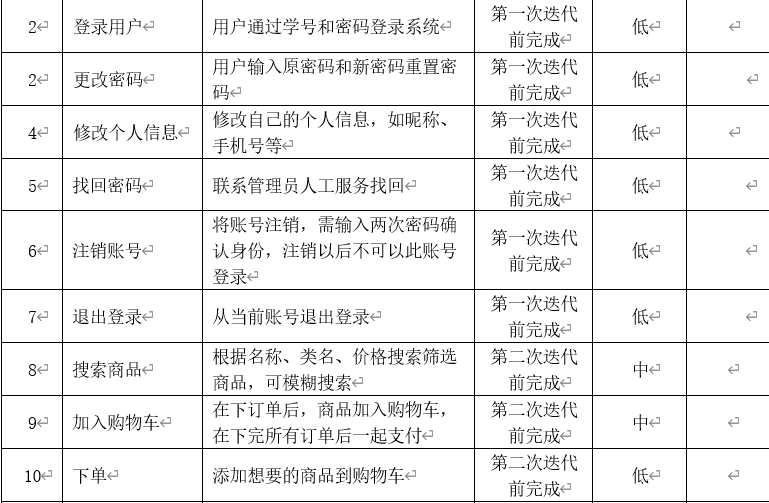 2 登录用户 用户通过学号和密码登录系统 第一次迭代
前完成 低
2 更改密码 用户输入原密码和新密码重置密
码 第一次迭代
前完成 低
4 修改个人信息 修改自己的个人信息，如昵称、
手机号等 第一次迭代
前完成 低
5 找回密码 联系管理员人工服务找回 第一次迭代
前完成 低
6 注销账号 将账号注销，需输入两次密码确
认身份，注销以后不可以此账号
登录 第一次迭代
前完成 低
7 退出登录 从当前账号退出登录 第一次迭代
前完成 低
8 搜索商品 根据名称、类名、价格搜索筛选
商品，可模糊搜索 第二次迭代
前完成 中
9 加入购物车 在下订单后，商品加入购物车，
在下完所有订单后一起支付 第二次迭代
前完成 中
10 下单 添加想要的商品到购物车 第二次迭代
前完成 低